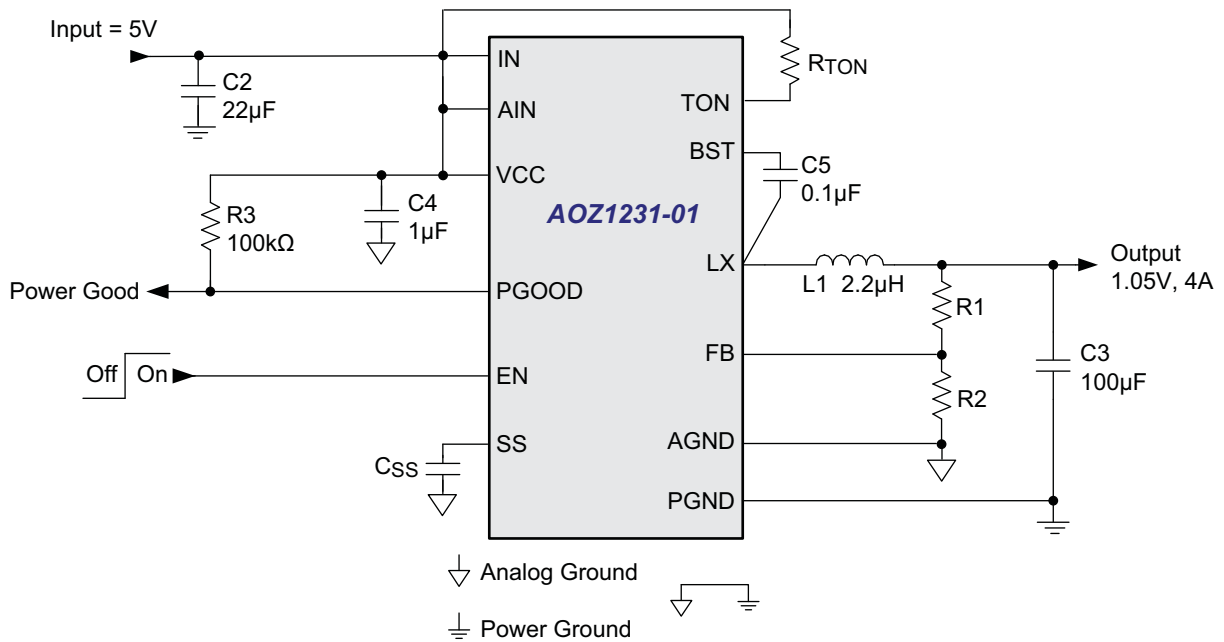 Input = 5V
C2
22µF
IN
AIN
VCC
R3
100kΩ
C4
1µF
Power Good
PGOOD
Off
On
EN
SS
CSS
AOZ1231-01
RTON
TON
BST
C5
0.1µF
LX
L1 2.2µH
Output
1.05V, 4A
R1
FB
C3
100µF
R2
AGND
PGND
Analog Ground
Power Ground